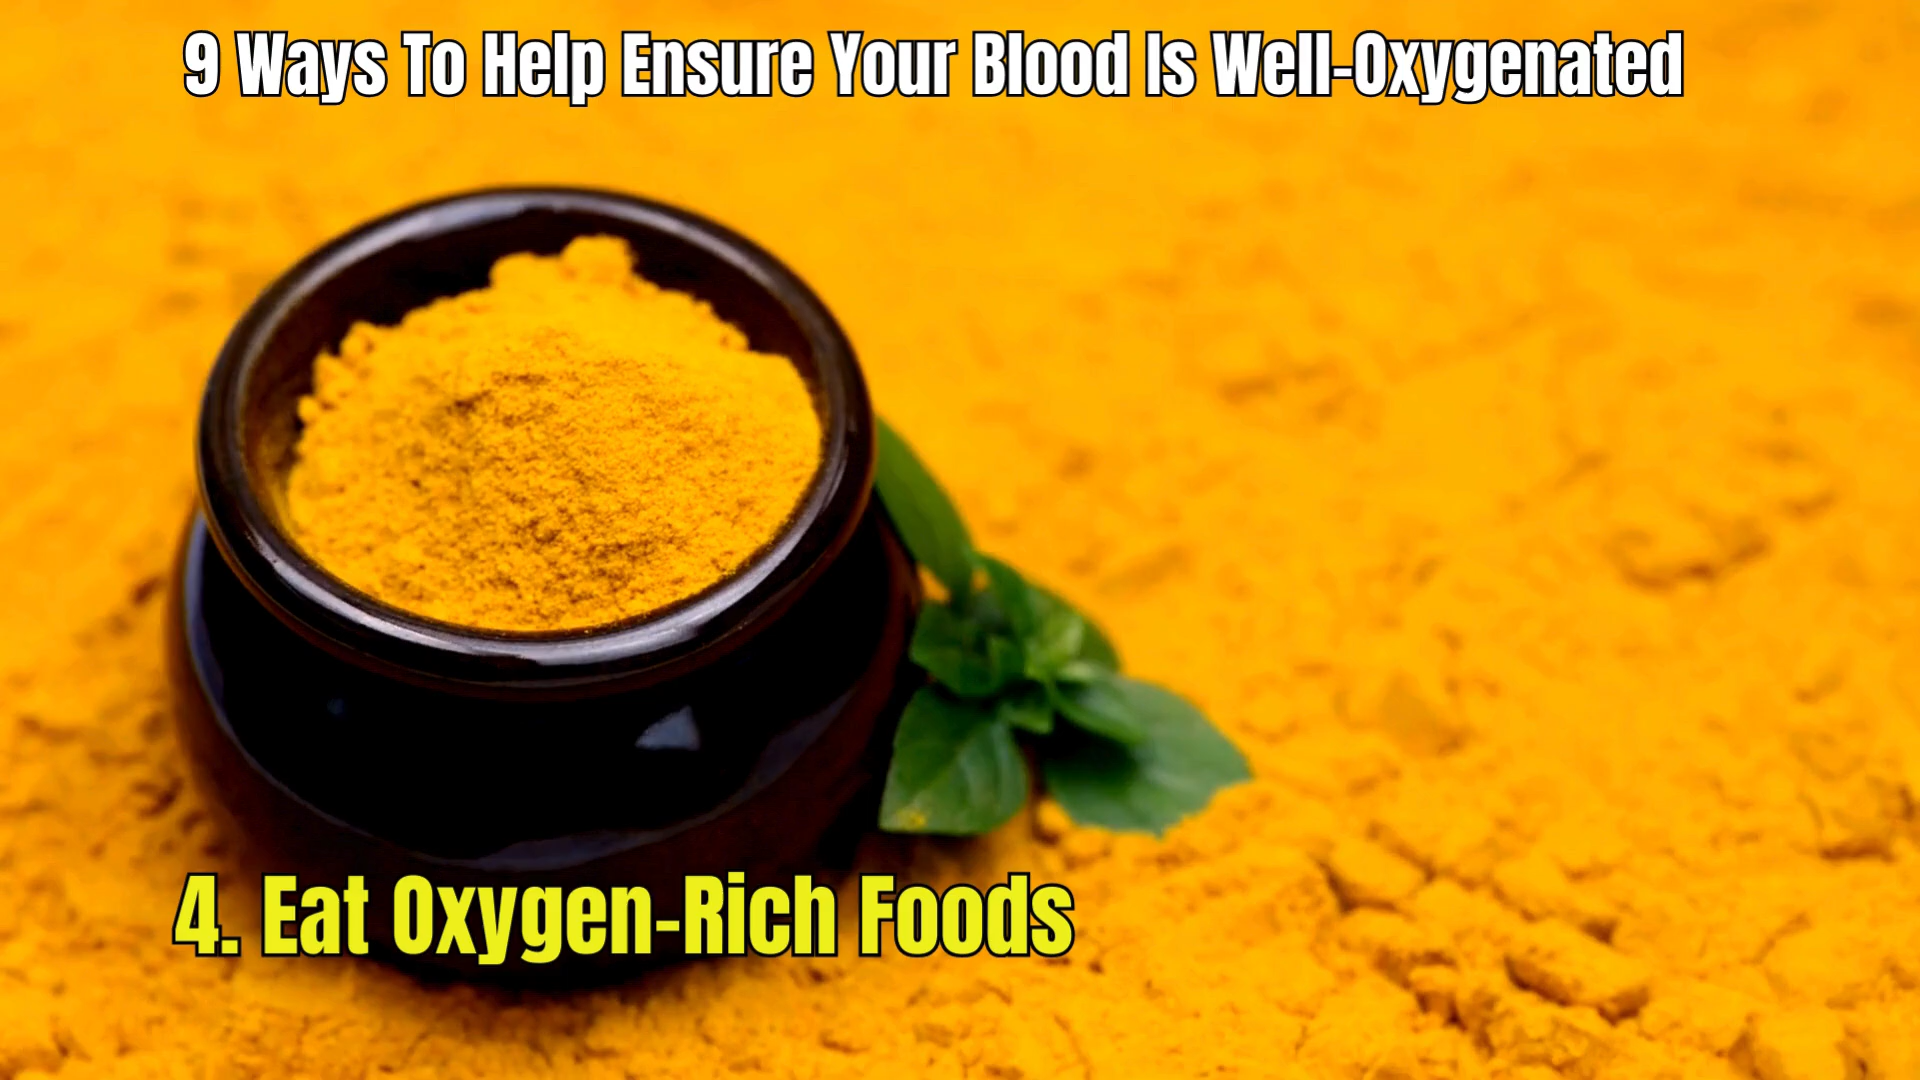 9 Ways To Help Ensure Your Blood Is Well-Oxygenated
4. Eat Oxygen-Rich Foods